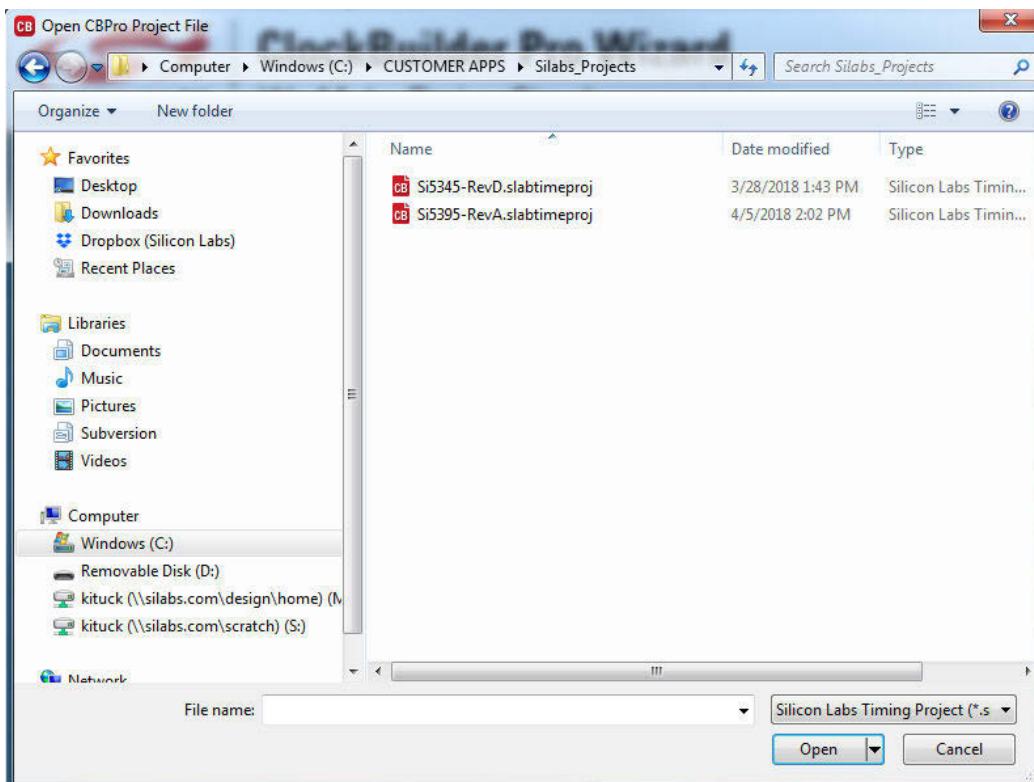 CB Open CBPro Project File
ClockBuilder Pro Wizard
Computer Windows (C:) CUSTOMER APPS Silabs_Projects Search Silabs_Projects
Organize New folder
Name Date modified Type
Favorites
Desktop
Downloads
Dropbox (Silicon Labs)
Recent Places
CB Si5345-RevD.slabtimeproj 3/28/2018 1:43 PM Silicon Labs Timin...
CB Si5395-RevA.slabtimeproj 4/5/2018 2:02 PM Silicon Labs Timin...
Libraries
Documents
Music
Pictures
Subversion
Videos
Computer
Windows (C:)
Removable Disk (D:)
kituck (\\silabs.com\design\home) (M
kituck (\\silabs.com\scratch) (S:)
Network
File name: Silicon Labs Timing Project (*.s
Open Cancel